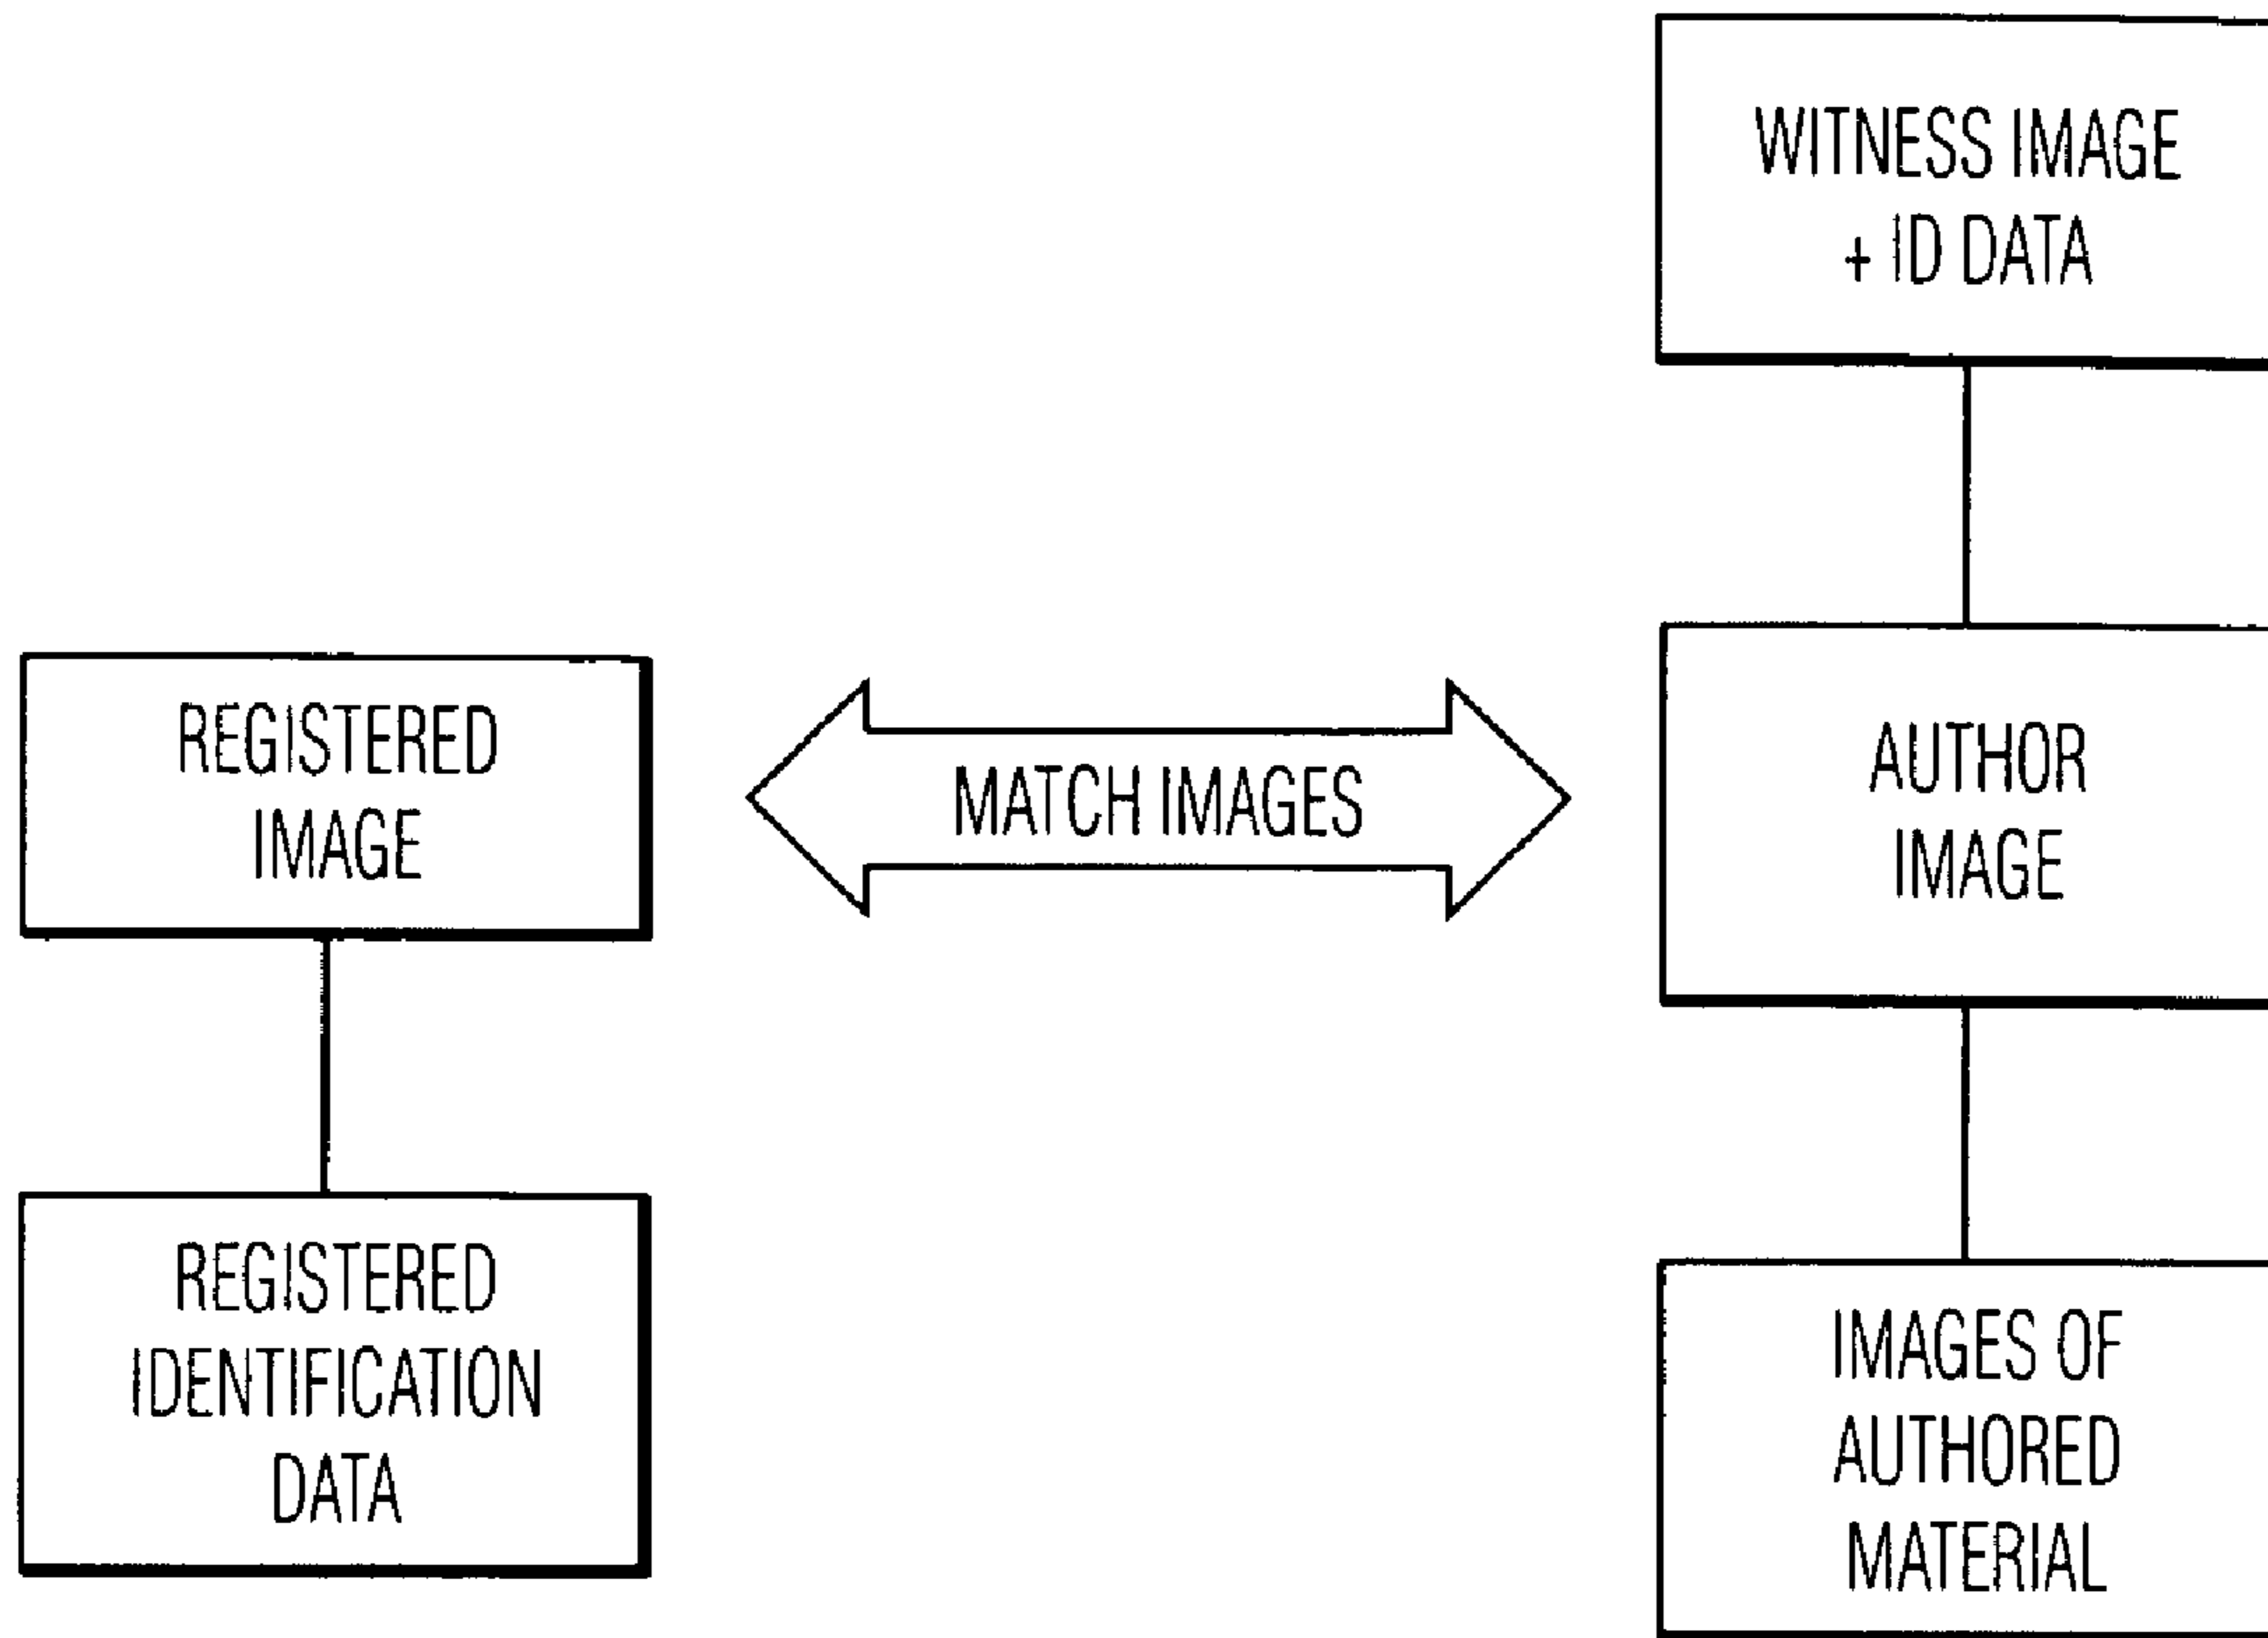 WITNESS IMAGE
+ ID DATA
REGISTERED
IMAGE
MATCH IMAGES
AUTHOR
IMAGE
REGISTERED
IDENTIFICATION
DATA
IMAGES OF
AUTHORED
MATERIAL